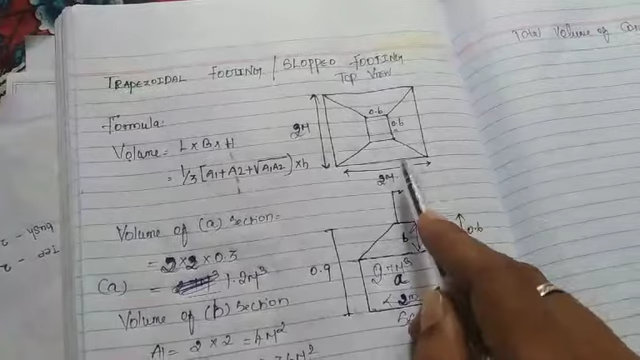 TRAPEZOIDAL FOOTING / SLOPPED FOOTING
TOP VIEW
Formula:
Volume = L x B x H
= 1/3 [A1 + A2 + √A1A2] x h
2M
0.6
0.6
2M
Volume of (a) Section =
= 2 x 2 x 0.3
(a) = 1.2m³
Volume of (b) Section
A1 = 2 x 2 = 4M²
0.9
b
0.6
a
2m
Total Volume of